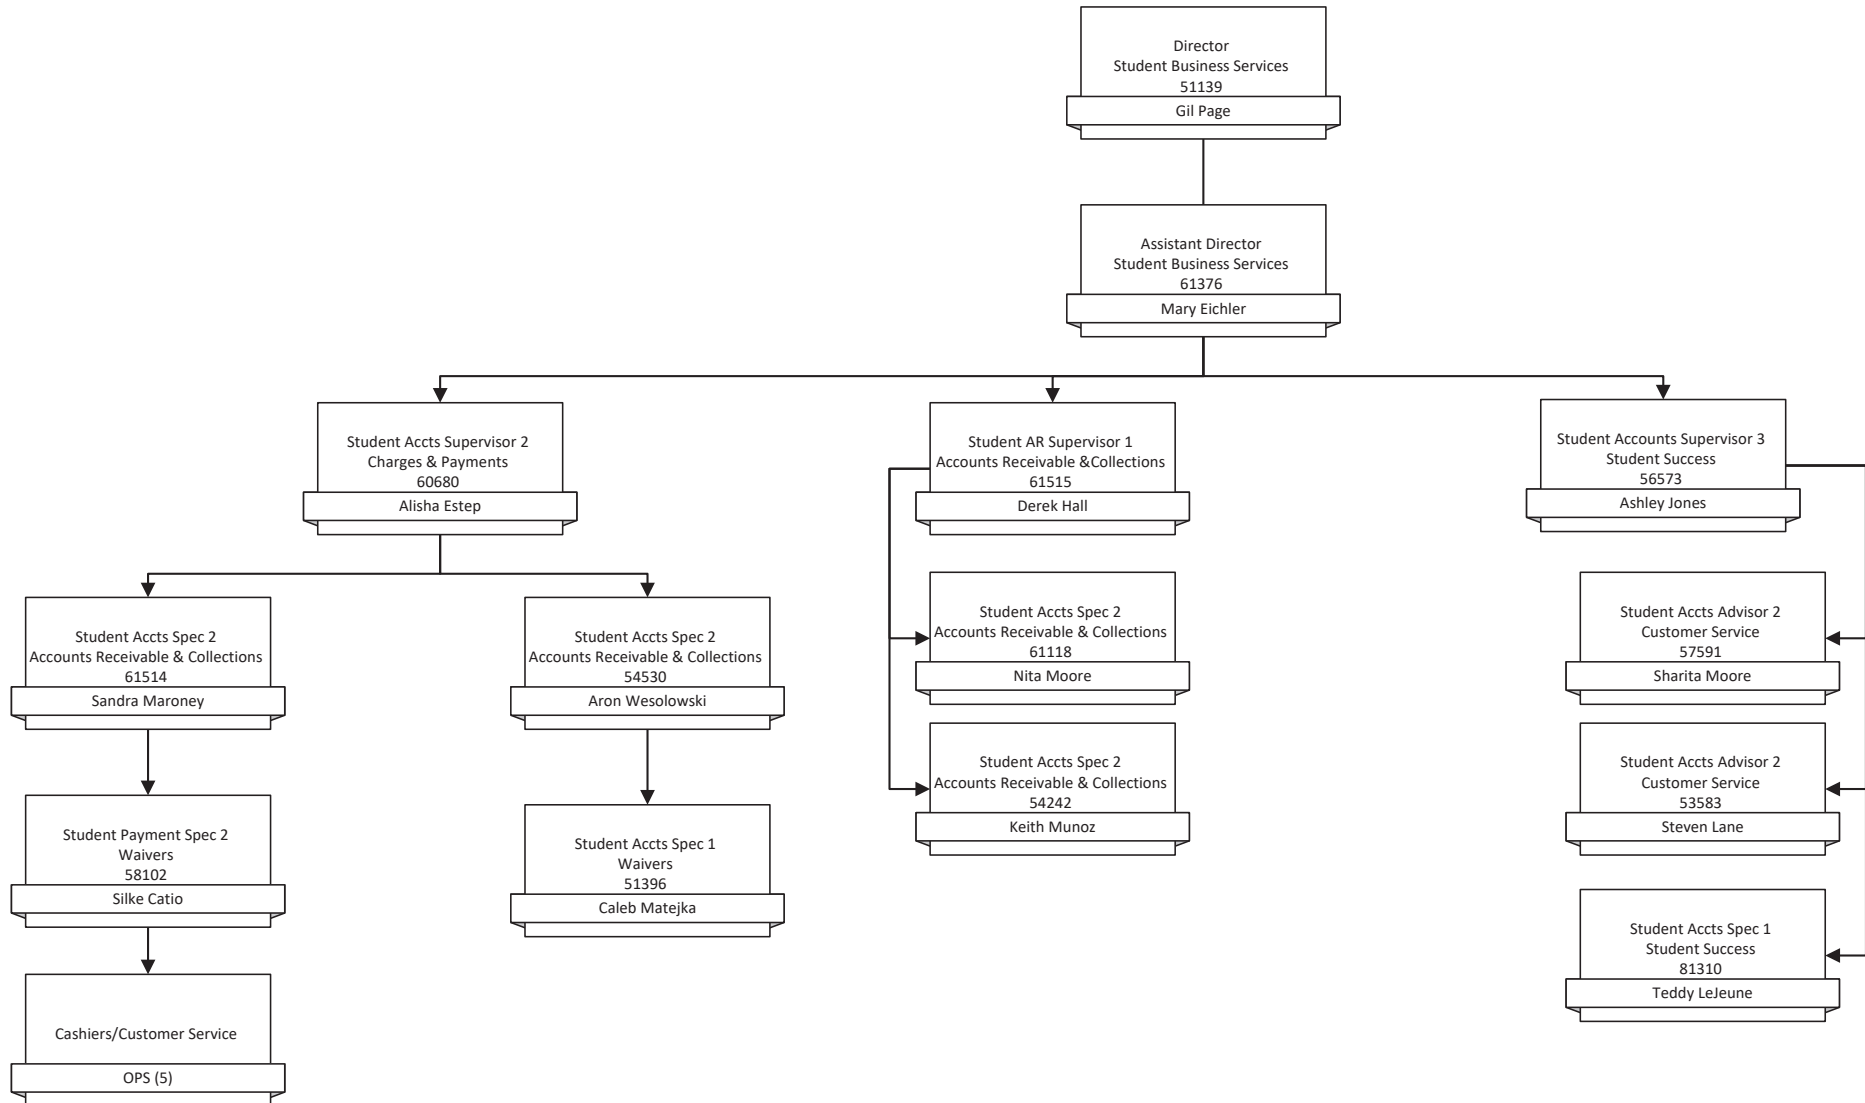 Director
Student Business Services
51139
Gil Page
Assistant Director
Student Business Services
61376
Mary Eichler
Student Accts Supervisor 2
Charges & Payments
60680
Alisha Estep
Student AR Supervisor 1
Accounts Receivable &Collections
61515
Derek Hall
Student Accounts Supervisor 3
Student Success
56573
Ashley Jones
Student Accts Spec 2
Accounts Receivable & Collections
61514
Sandra Maroney
Student Accts Spec 2
Accounts Receivable & Collections
54530
Aron Wesolowski
Student Accts Spec 2
Accounts Receivable & Collections
61118
Nita Moore
Student Accts Advisor 2
Customer Service
57591
Sharita Moore
Student Accts Spec 2
Accounts Receivable & Collections
54242
Keith Munoz
Student Accts Advisor 2
Customer Service
53583
Steven Lane
Student Payment Spec 2
Waivers
58102
Silke Catio
Student Accts Spec 1
Waivers
51396
Caleb Matejka
Student Accts Spec 1
Student Success
81310
Teddy LeJeune
Cashiers/Customer Service
OPS (5)